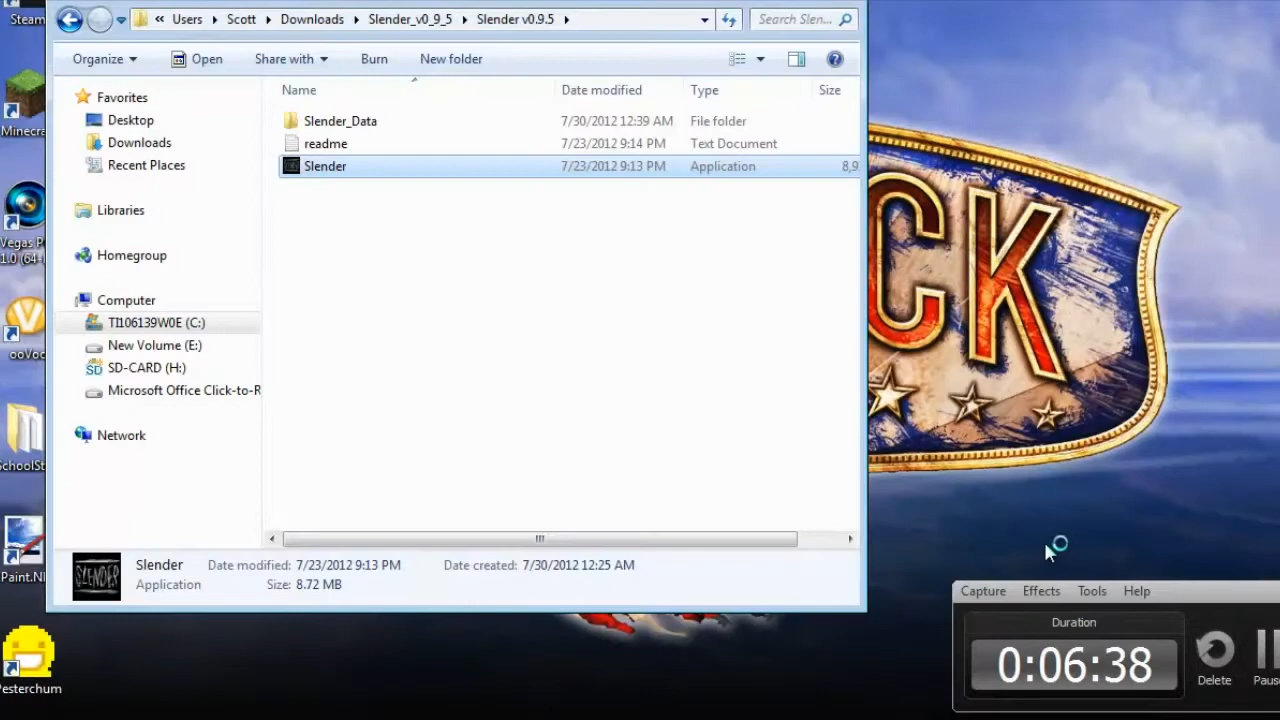 Steam
« Users ▸ Scott ▸ Downloads ▸ Slender_v0_9_5 ▸ Slender v0.9.5 ▸
Search Slen...
Organize Open Share with Burn New folder
Name Date modified Type Size
Favorites
Desktop
Downloads
Recent Places
Libraries
Homegroup
Computer
TI106139W0E (C:)
New Volume (E:)
SD-CARD (H:)
Microsoft Office Click-to-R
Network
Slender_Data 7/30/2012 12:39 AM File folder
readme 7/23/2012 9:14 PM Text Document
Slender 7/23/2012 9:13 PM Application 8,9
Minecra
Vegas P
1.0 (64-
ooVoo
SchoolSt
Paint.N
Pesterchum
SLENDER
Slender Date modified: 7/23/2012 9:13 PM Date created: 7/30/2012 12:25 AM
Application Size: 8.72 MB
CK
Capture Effects Tools Help
Duration
0:06:38
Delete Paus